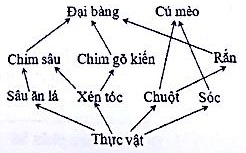 Đại bàng Cú mèo
Chim sâu Chim gõ kiến Rắn
Sâu ăn lá Xén tóc Chuột Sóc
Thực vật